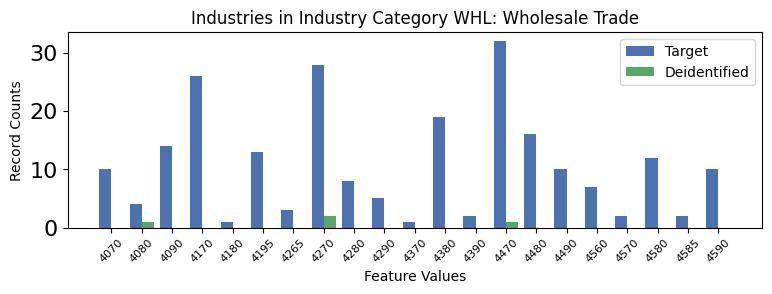 Industries in Industry Category WHL: Wholesale Trade
Record Counts
30
20
10
0
Target
Deidentified
4070 4080 4090 4170 4180 4195 4265 4270 4280 4290 4370 4380 4390 4470 4480 4490 4560 4570 4580 4585 4590
Feature Values